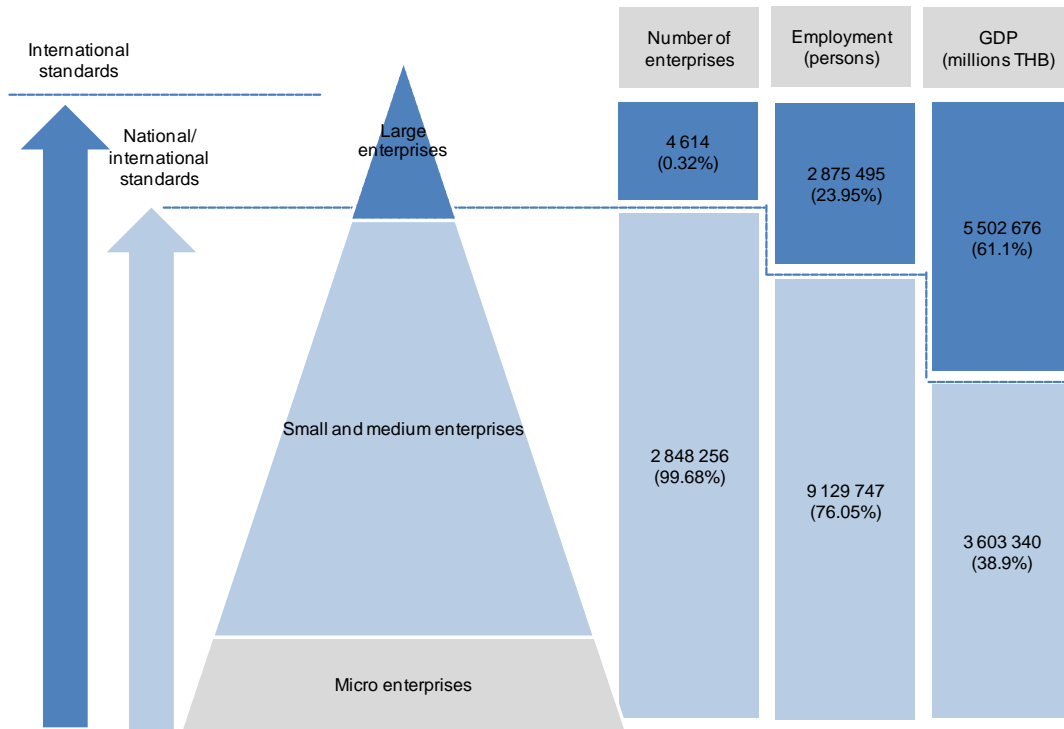 International
standards
National/
international
standards
Large
enterprises
Small and medium enterprises
Micro enterprises
Number of
enterprises
Employment
(persons)
GDP
(millions THB)
4 614
(0.32%)
2 875 495
(23.95%)
5 502 676
(61.1%)
2 848 256
(99.68%)
9 129 747
(76.05%)
3 603 340
(38.9%)